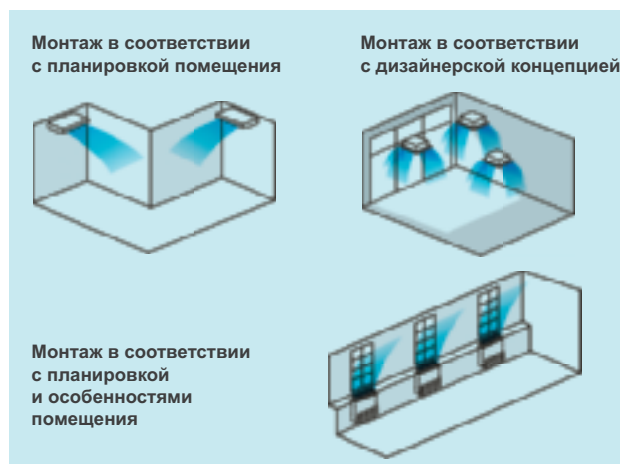 Монтаж в соответствии
с планировкой помещения
Монтаж в соответствии
с дизайнерской концепцией
Монтаж в соответствии
с планировкой
и особенностями
помещения